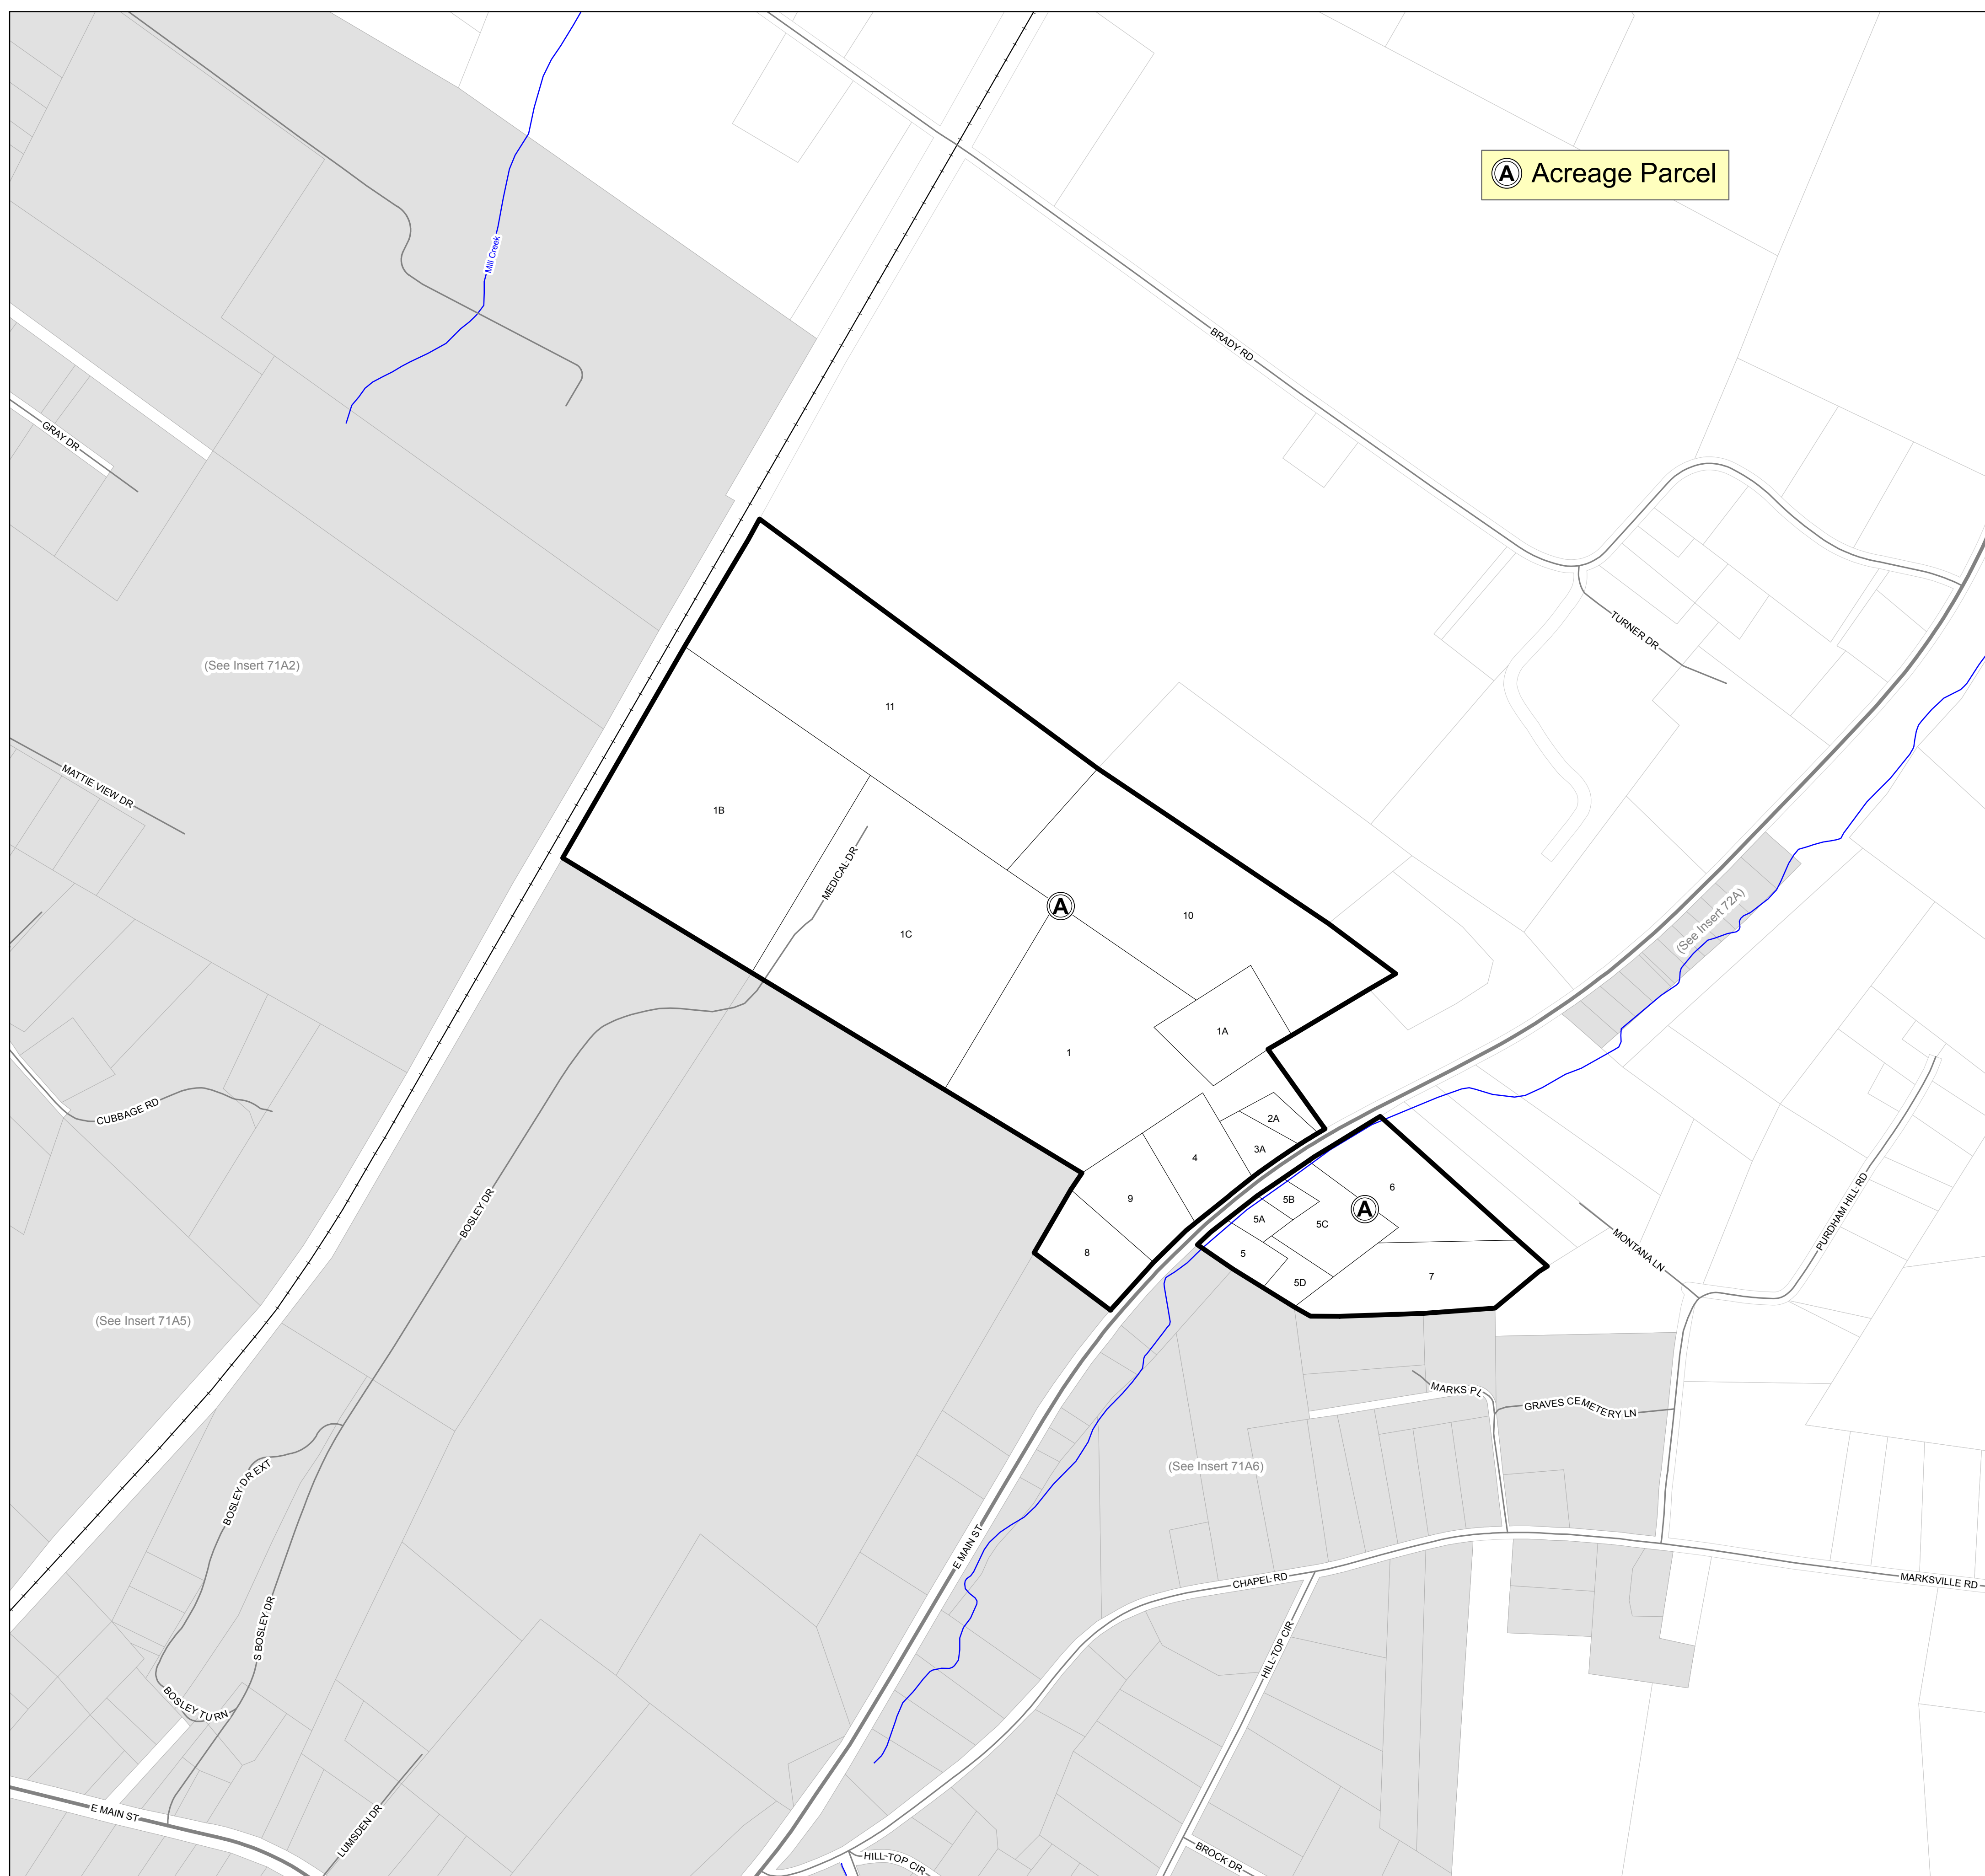 A Acreage Parcel
Mill Creek
BRADY RD
GRAY DR
TURNER DR
(See Insert 71A2)
11
MATTIE VIEW DR
1B
MEDICAL DR
A
10
1C
(See Insert 72A)
1A
1
CUBBAGE RD
2A
3A
4
6
9
5B
A
5A
5C
BOSLEY DR
PURDHAM HILL RD
MONTANA LN
8
5
7
5D
(See Insert 71A5)
MARKS PL
GRAVES CEMETERY LN
(See Insert 71A6)
BOSLEY DR EXT
E MAIN ST
CHAPEL RD
MARKSVILLE RD
S BOSLEY DR
HILL-TOP CIR
BOSLEY TURN
E MAIN ST
LUMSDEN DR
HILL-TOP CIR
BROCK DR